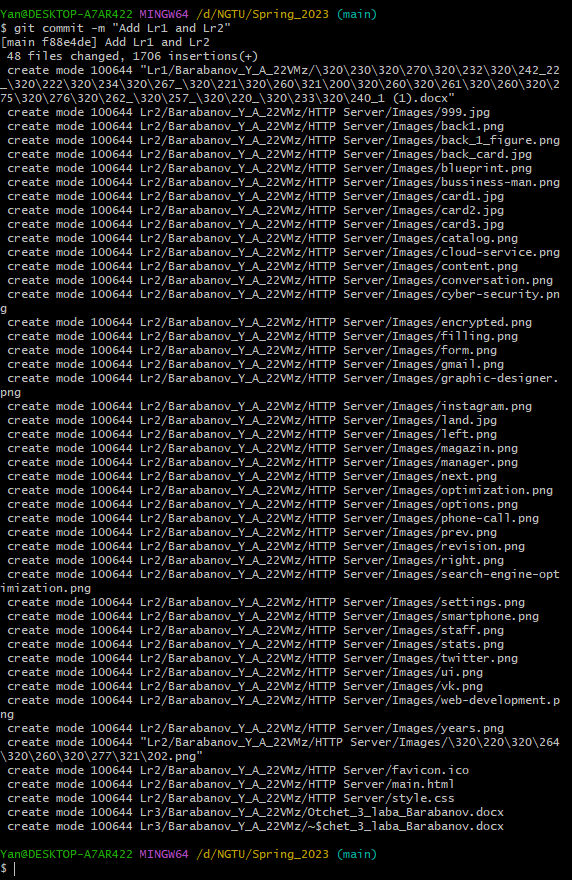 Yan@DESKTOP-A7AR422 MINGW64 /d/NGTU/Spring_2023 (main)
$ git commit -m "Add Lr1 and Lr2"
[main f88e4de] Add Lr1 and Lr2
 48 files changed, 1706 insertions(+)
 create mode 100644 "Lr1/Barabanov_Y_A_22VMz/\320\230\320\270\320\232\320\242_22
_\320\222\320\234\320\267_\320\221\320\260\321\200\320\260\320\261\320\260\320\2
75\320\276\320\262_\320\257_\320\220_\320\233\320\240_1 (1).docx"
 create mode 100644 Lr2/Barabanov_Y_A_22VMz/HTTP Server/Images/999.jpg
 create mode 100644 Lr2/Barabanov_Y_A_22VMz/HTTP Server/Images/back1.png
 create mode 100644 Lr2/Barabanov_Y_A_22VMz/HTTP Server/Images/back_1_figure.png
 create mode 100644 Lr2/Barabanov_Y_A_22VMz/HTTP Server/Images/back_card.jpg
 create mode 100644 Lr2/Barabanov_Y_A_22VMz/HTTP Server/Images/blueprint.png
 create mode 100644 Lr2/Barabanov_Y_A_22VMz/HTTP Server/Images/bussiness-man.png
 create mode 100644 Lr2/Barabanov_Y_A_22VMz/HTTP Server/Images/card1.jpg
 create mode 100644 Lr2/Barabanov_Y_A_22VMz/HTTP Server/Images/card2.jpg
 create mode 100644 Lr2/Barabanov_Y_A_22VMz/HTTP Server/Images/card3.jpg
 create mode 100644 Lr2/Barabanov_Y_A_22VMz/HTTP Server/Images/catalog.png
 create mode 100644 Lr2/Barabanov_Y_A_22VMz/HTTP Server/Images/cloud-service.png
 create mode 100644 Lr2/Barabanov_Y_A_22VMz/HTTP Server/Images/content.png
 create mode 100644 Lr2/Barabanov_Y_A_22VMz/HTTP Server/Images/conversation.png
 create mode 100644 Lr2/Barabanov_Y_A_22VMz/HTTP Server/Images/cyber-security.pn
g
 create mode 100644 Lr2/Barabanov_Y_A_22VMz/HTTP Server/Images/encrypted.png
 create mode 100644 Lr2/Barabanov_Y_A_22VMz/HTTP Server/Images/filling.png
 create mode 100644 Lr2/Barabanov_Y_A_22VMz/HTTP Server/Images/form.png
 create mode 100644 Lr2/Barabanov_Y_A_22VMz/HTTP Server/Images/gmail.png
 create mode 100644 Lr2/Barabanov_Y_A_22VMz/HTTP Server/Images/graphic-designer.
png
 create mode 100644 Lr2/Barabanov_Y_A_22VMz/HTTP Server/Images/instagram.png
 create mode 100644 Lr2/Barabanov_Y_A_22VMz/HTTP Server/Images/land.jpg
 create mode 100644 Lr2/Barabanov_Y_A_22VMz/HTTP Server/Images/left.png
 create mode 100644 Lr2/Barabanov_Y_A_22VMz/HTTP Server/Images/magazin.png
 create mode 100644 Lr2/Barabanov_Y_A_22VMz/HTTP Server/Images/manager.png
 create mode 100644 Lr2/Barabanov_Y_A_22VMz/HTTP Server/Images/next.png
 create mode 100644 Lr2/Barabanov_Y_A_22VMz/HTTP Server/Images/optimization.png
 create mode 100644 Lr2/Barabanov_Y_A_22VMz/HTTP Server/Images/options.png
 create mode 100644 Lr2/Barabanov_Y_A_22VMz/HTTP Server/Images/phone-call.png
 create mode 100644 Lr2/Barabanov_Y_A_22VMz/HTTP Server/Images/prev.png
 create mode 100644 Lr2/Barabanov_Y_A_22VMz/HTTP Server/Images/revision.png
 create mode 100644 Lr2/Barabanov_Y_A_22VMz/HTTP Server/Images/right.png
 create mode 100644 Lr2/Barabanov_Y_A_22VMz/HTTP Server/Images/search-engine-opt
imization.png
 create mode 100644 Lr2/Barabanov_Y_A_22VMz/HTTP Server/Images/settings.png
 create mode 100644 Lr2/Barabanov_Y_A_22VMz/HTTP Server/Images/smartphone.png
 create mode 100644 Lr2/Barabanov_Y_A_22VMz/HTTP Server/Images/staff.png
 create mode 100644 Lr2/Barabanov_Y_A_22VMz/HTTP Server/Images/stats.png
 create mode 100644 Lr2/Barabanov_Y_A_22VMz/HTTP Server/Images/twitter.png
 create mode 100644 Lr2/Barabanov_Y_A_22VMz/HTTP Server/Images/ui.png
 create mode 100644 Lr2/Barabanov_Y_A_22VMz/HTTP Server/Images/vk.png
 create mode 100644 Lr2/Barabanov_Y_A_22VMz/HTTP Server/Images/web-development.p
ng
 create mode 100644 Lr2/Barabanov_Y_A_22VMz/HTTP Server/Images/years.png
 create mode 100644 "Lr2/Barabanov_Y_A_22VMz/HTTP Server/Images/\320\220\320\264
\320\260\320\277\321\202.png"
 create mode 100644 Lr2/Barabanov_Y_A_22VMz/HTTP Server/favicon.ico
 create mode 100644 Lr2/Barabanov_Y_A_22VMz/HTTP Server/main.html
 create mode 100644 Lr2/Barabanov_Y_A_22VMz/HTTP Server/style.css
 create mode 100644 Lr3/Barabanov_Y_A_22VMz/Otchet_3_laba_Barabanov.docx
 create mode 100644 Lr3/Barabanov_Y_A_22VMz/~$chet_3_laba_Barabanov.docx
Yan@DESKTOP-A7AR422 MINGW64 /d/NGTU/Spring_2023 (main)
$